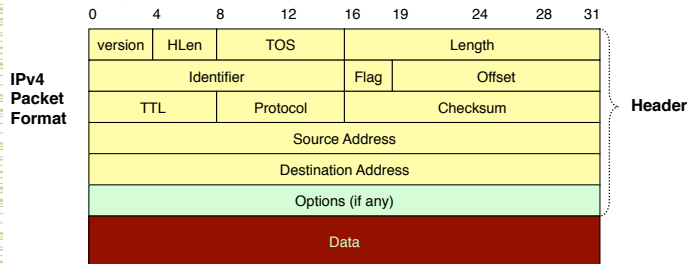 0 4 8 12 16 19 24 28 31
version HLen TOS Length
Identifier Flag Offset
IPv4
Packet
Format
TTL Protocol Checksum
Header
Source Address
Destination Address
Options (if any)
Data